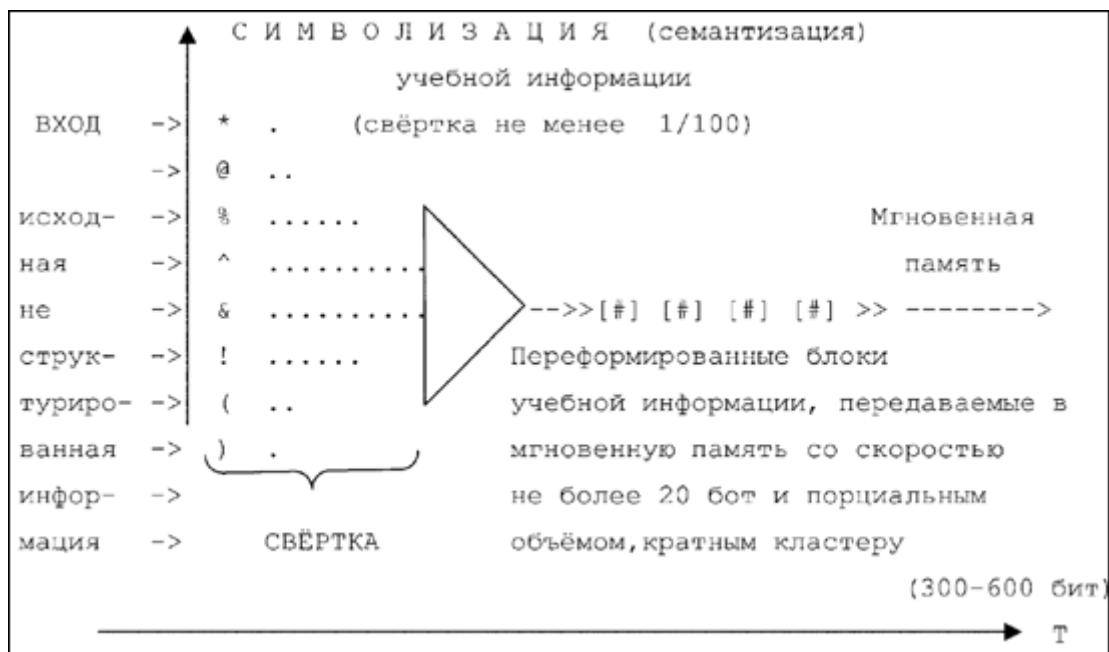 С И М В О Л И З А Ц И Я (семантизация)
учебной информации
ВХОД -> * . (свёртка не менее 1/100)
-> @ ..
исход- -> % ...... Мгновенная
ная -> ^ .......... память
не -> & .......... -->>[#] [#] [#] [#] >> -------->
струк- -> ! ...... Переформированные блоки
туриро- -> ( .. учебной информации, передаваемые в
ванная -> ) . мгновенную память со скоростью
инфор- -> не более 20 бот и порциальным
мация -> СВЁРТКА объёмом,кратным кластеру
(300-600 бит)
Т